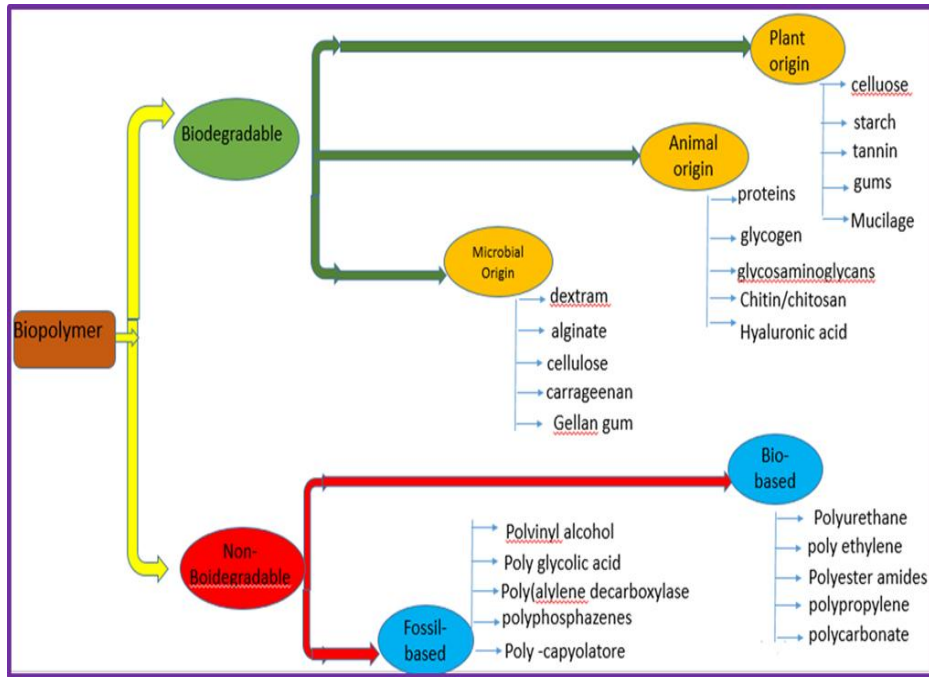 Biopolymer
Biodegradable
Plant
origin
celluose
starch
tannin
gums
Mucilage
Animal
origin
proteins
glycogen
glycosaminoglycans
Chitin/chitosan
Hyaluronic acid
Microbial
Origin
dextram
alginate
cellulose
carrageenan
Gellan gum
Non-
Boidegradable
Bio-
based
Polyurethane
poly ethylene
Polyester amides
polypropylene
polycarbonate
Fossil-
based
Polvinyl alcohol
Poly glycolic acid
Poly(alylene decarboxylase
polyphosphazenes
Poly -capyolatore